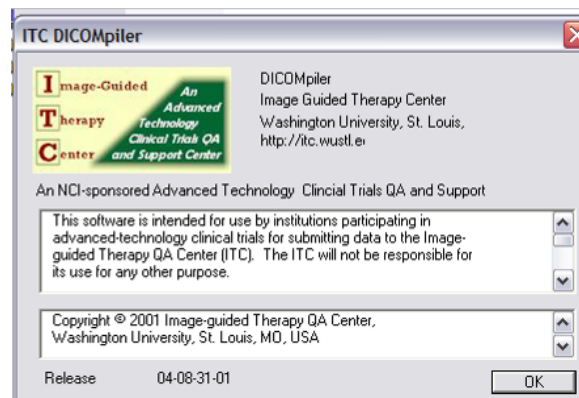 ITC DICOMpiler
Image-Guided
Therapy
Center
An
Advanced
Technology
Clinical Trials QA
and Support Center
DICOMpiler
Image Guided Therapy Center
Washington University, St. Louis,
http://itc.wustl.e
An NCI-sponsored Advanced Technology Clincial Trials QA and Support
This software is intended for use by institutions participating in
advanced-technology clinical trials for submitting data to the Image-
guided Therapy QA Center (ITC). The ITC will not be responsible for
its use for any other purpose.
Copyright © 2001 Image-guided Therapy QA Center,
Washington University, St. Louis, MO, USA
Release 04-08-31-01
OK